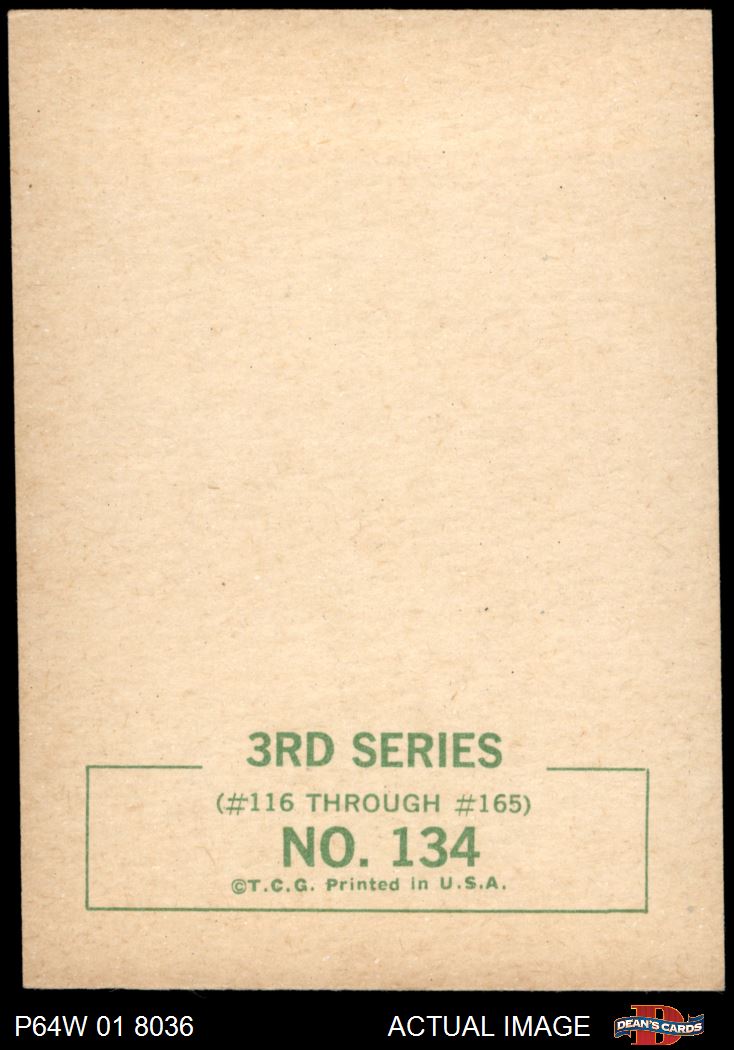 3RD SERIES
(#116 THROUGH #165)
NO. 134
©T.C.G. Printed in U.S.A.
P64W 01 8036
ACTUAL IMAGE
D
DEAN'S CARDS